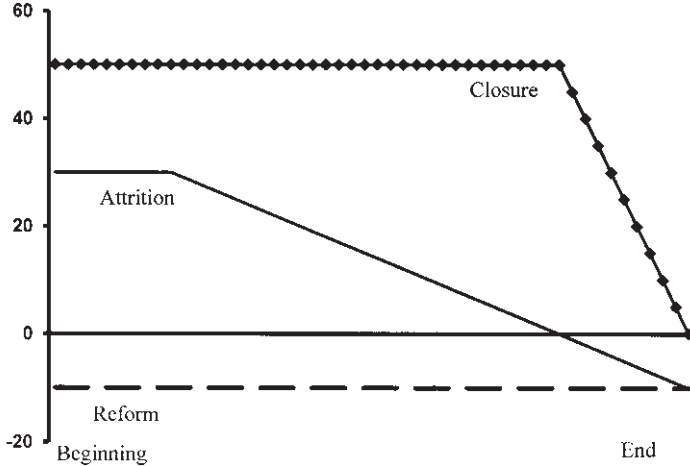 60
Closure
40
Attrition
20
0
Reform
-20
Beginning
End